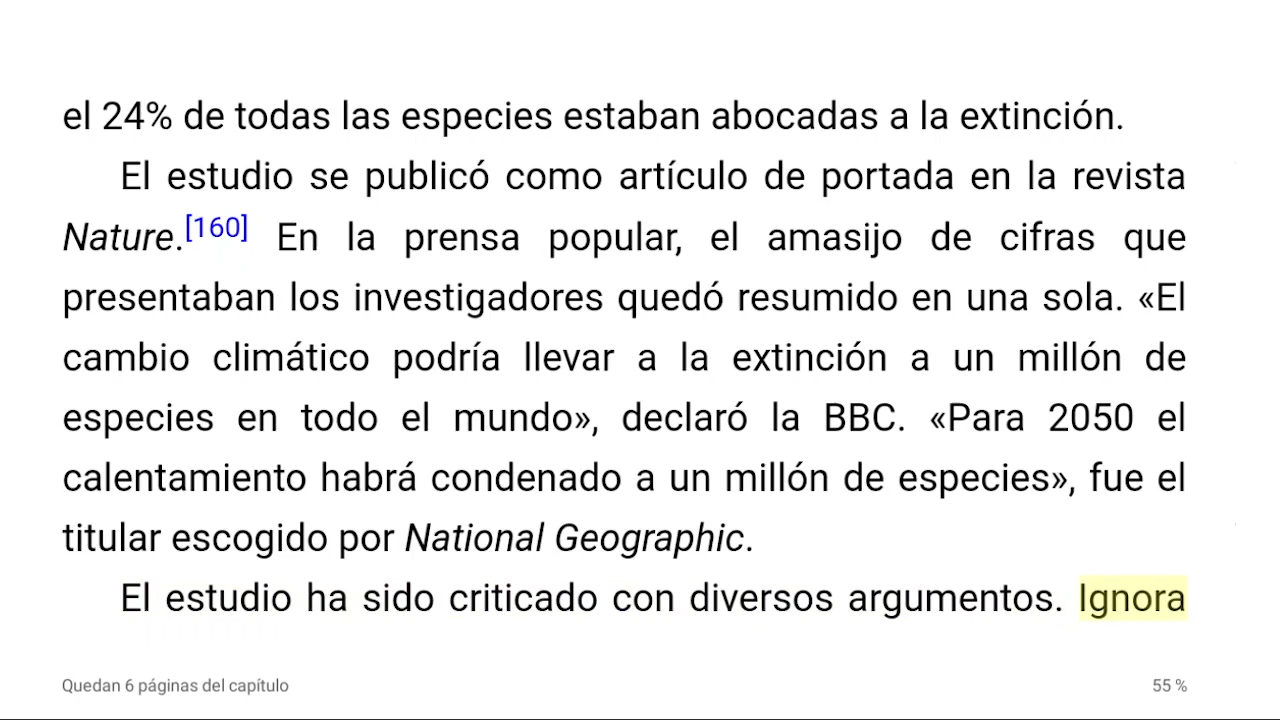 el 24% de todas las especies estaban abocadas a la extinción.
El estudio se publicó como artículo de portada en la revista
Nature.[160] En la prensa popular, el amasijo de cifras que
presentaban los investigadores quedó resumido en una sola. «El
cambio climático podría llevar a la extinción a un millón de
especies en todo el mundo», declaró la BBC. «Para 2050 el
calentamiento habrá condenado a un millón de especies», fue el
titular escogido por National Geographic.
El estudio ha sido criticado con diversos argumentos. Ignora
Quedan 6 páginas del capítulo 55 %